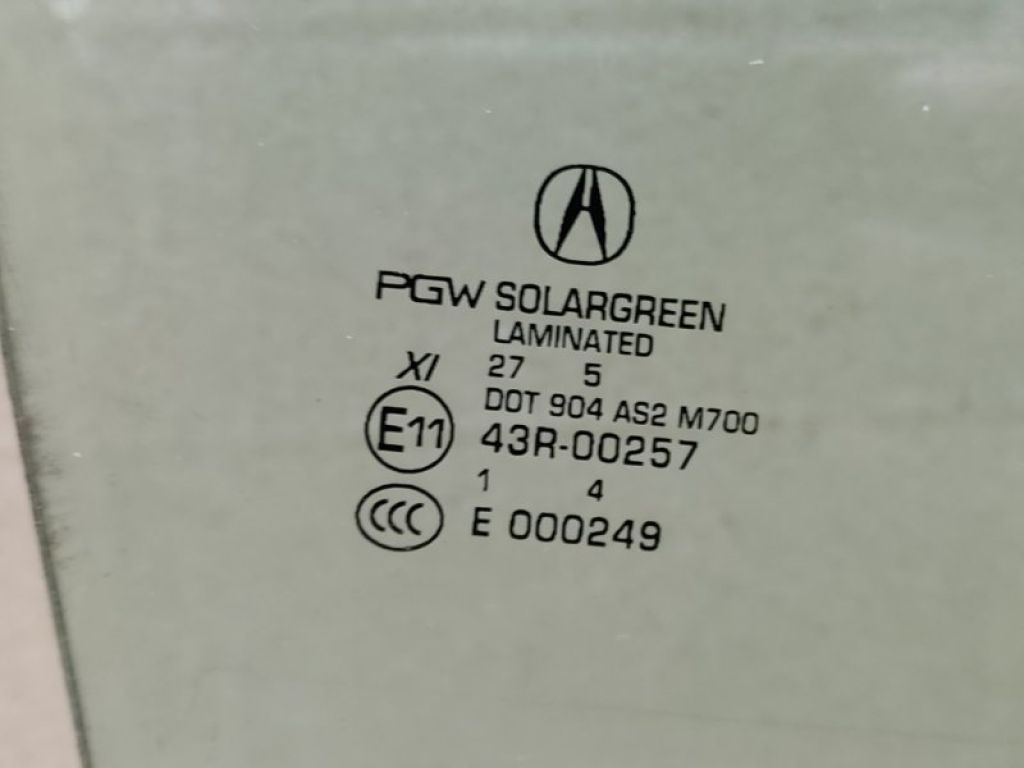 PGW SOLARGREEN
LAMINATED
XI 27 5
DOT 904 AS2 M700
E11 43R-00257
1 4
CCC E 000249